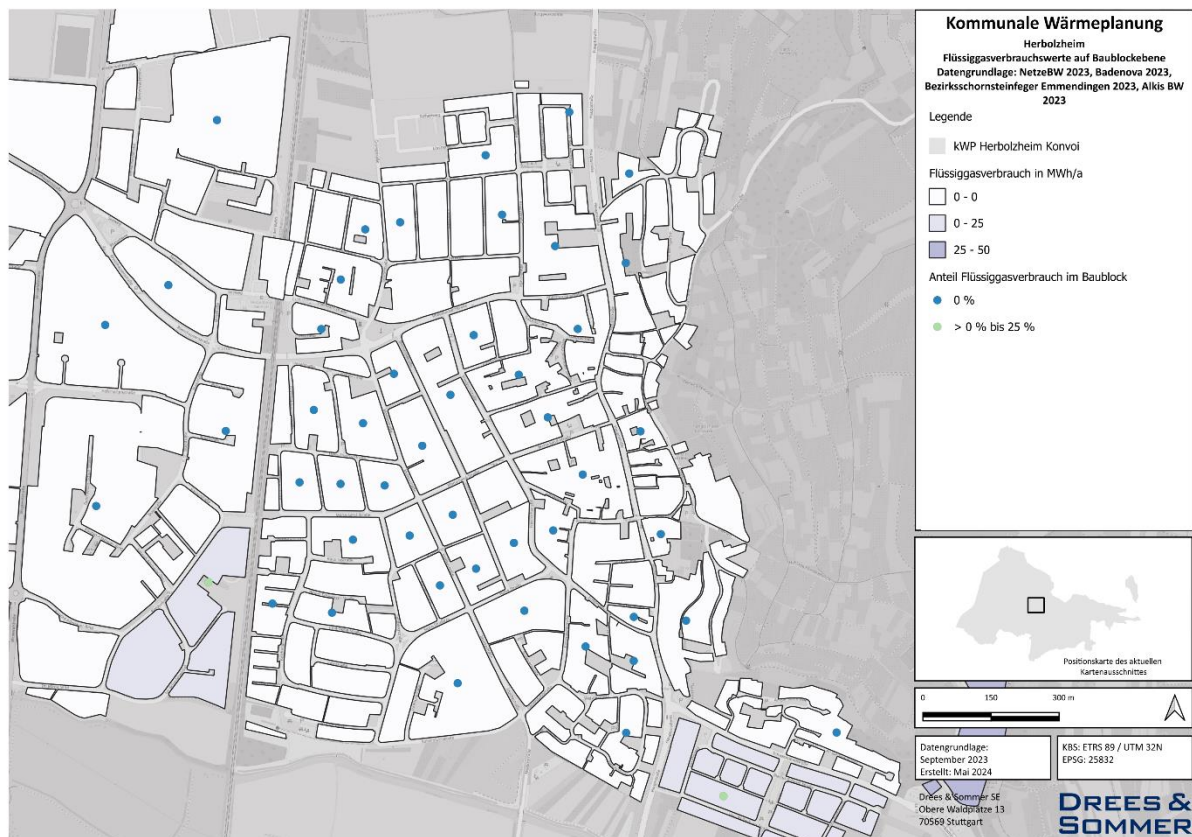 Kommunale Wärmeplanung
Herbolzheim
Flüssiggasverbrauchswerte auf Baublockebene
Datengrundlage: NetzeBW 2023, Badenova 2023,
Bezirksschornsteinfeger Emmendingen 2023, Alkis BW
2023
Legende
kWP Herbolzheim Konvoi
Flüssiggasverbrauch in MWh/a
0 - 0
0 - 25
25 - 50
Anteil Flüssiggasverbrauch im Baublock
0 %
> 0 % bis 25 %
Positionskarte des aktuellen
Kartenausschnittes
0 150 300 m
Datengrundlage:
September 2023
Erstellt: Mai 2024
KBS: ETRS 89 / UTM 32N
EPSG: 25832
Drees & Sommer SE
Obere Waldplätze 13
70569 Stuttgart
DREES &
SOMMER